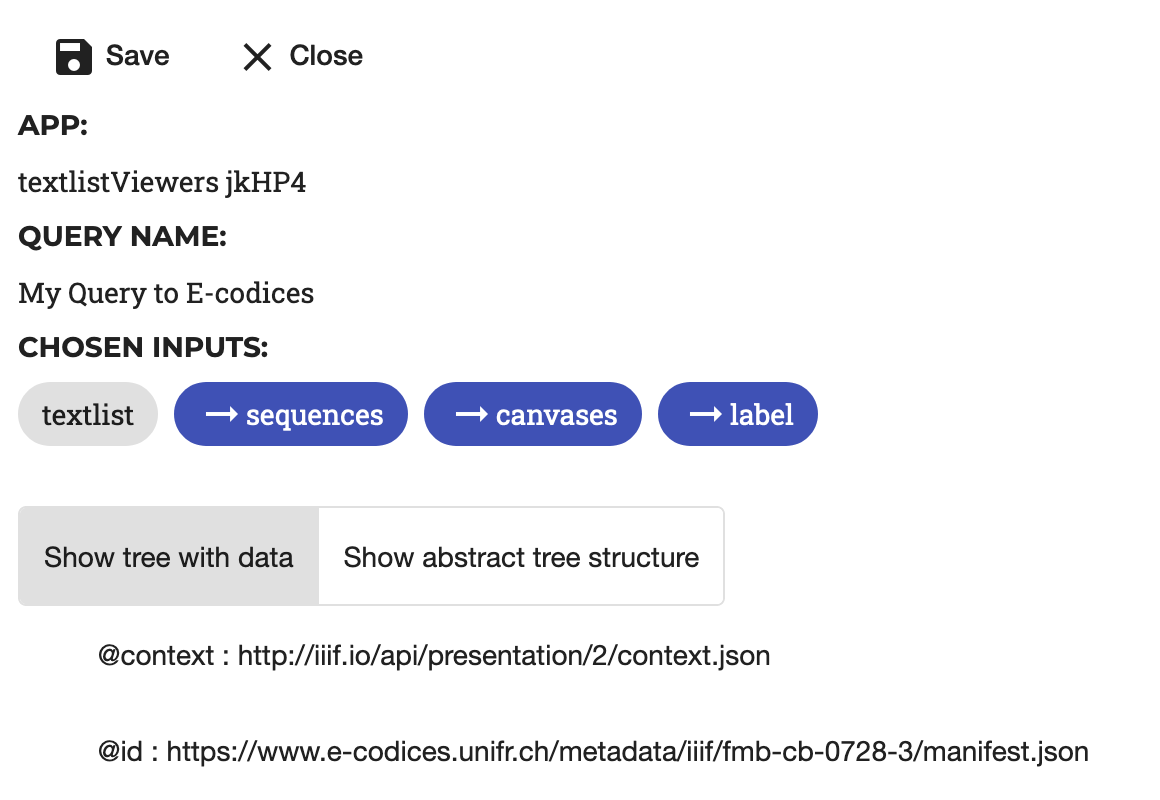 Save Close
APP:
textlistViewers jkHP4
QUERY NAME:
My Query to E-codices
CHOSEN INPUTS:
textlist → sequences → canvases → label
Show tree with data Show abstract tree structure
@context : http://iiif.io/api/presentation/2/context.json
@id : https://www.e-codices.unifr.ch/metadata/iiif/fmb-cb-0728-3/manifest.json